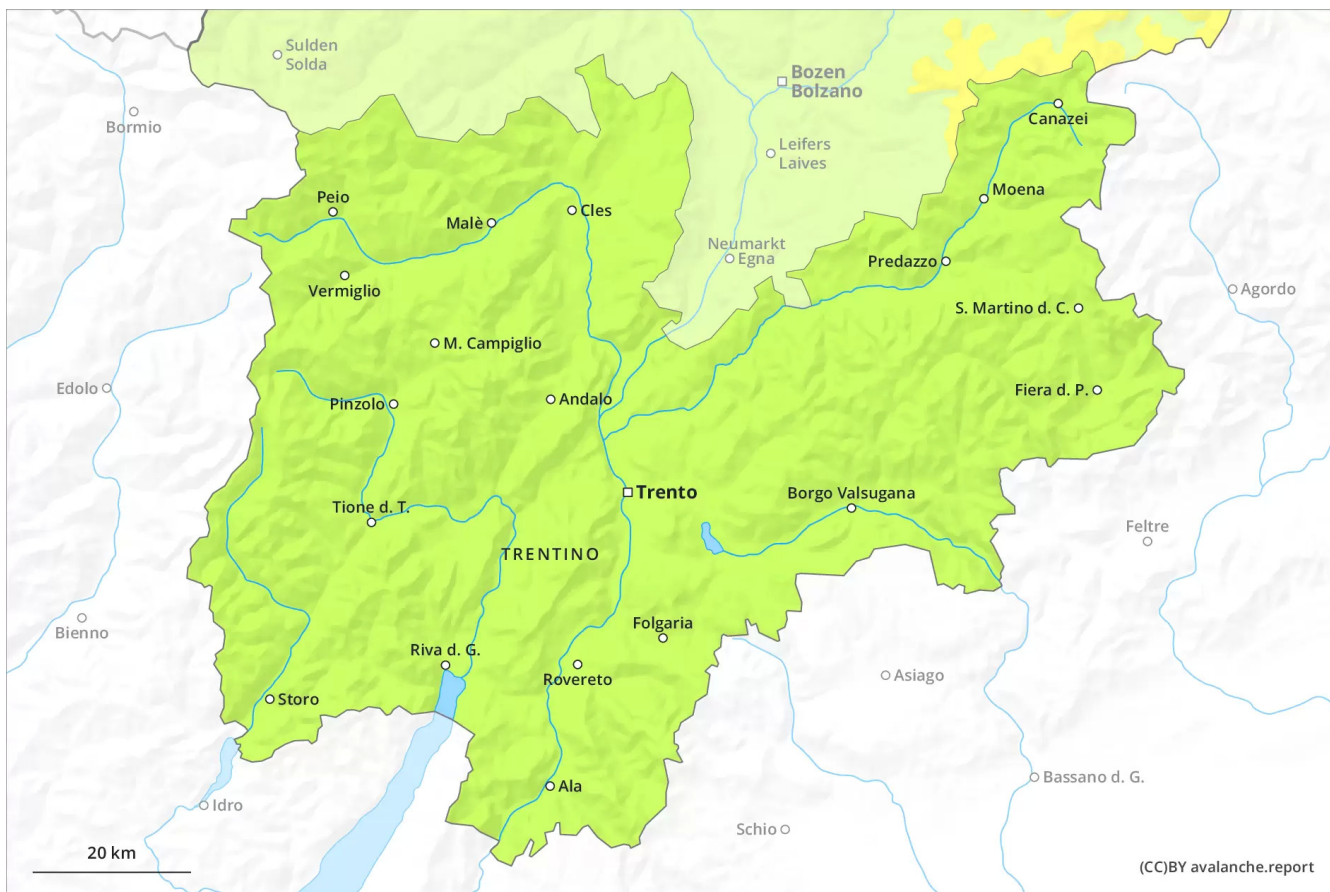 Sulden
Solda
Bozen
Bolzano
Bormio
Canazei
Leifers
Laives
Peio
Moena
Malè
Cles
Neumarkt
Egna
Predazzo
Vermiglio
Agordo
S. Martino d. C.
M. Campiglio
Edolo
Fiera d. P.
Pinzolo
Andalo
Trento
Borgo Valsugana
Tione d. T.
Feltre
TRENTINO
Bienno
Folgaria
Riva d. G.
Rovereto
Asiago
Storo
Bassano d. G.
Ala
Idro
Schio
20 km
(CC)BY avalanche.report